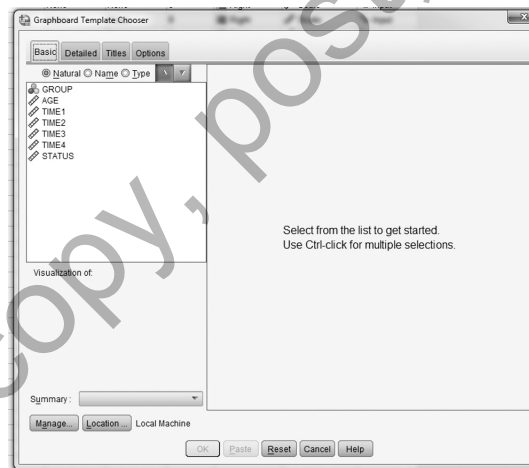 Graphboard Template Chooser
Basic Detailed Titles Options
Natural Name Type
GROUP
AGE
TIME1
TIME2
TIME3
TIME4
STATUS
Select from the list to get started.
Use Ctrl-click for multiple selections.
Visualization of:
Summary:
Manage... Location ... Local Machine
OK Paste Reset Cancel Help
copy, post,